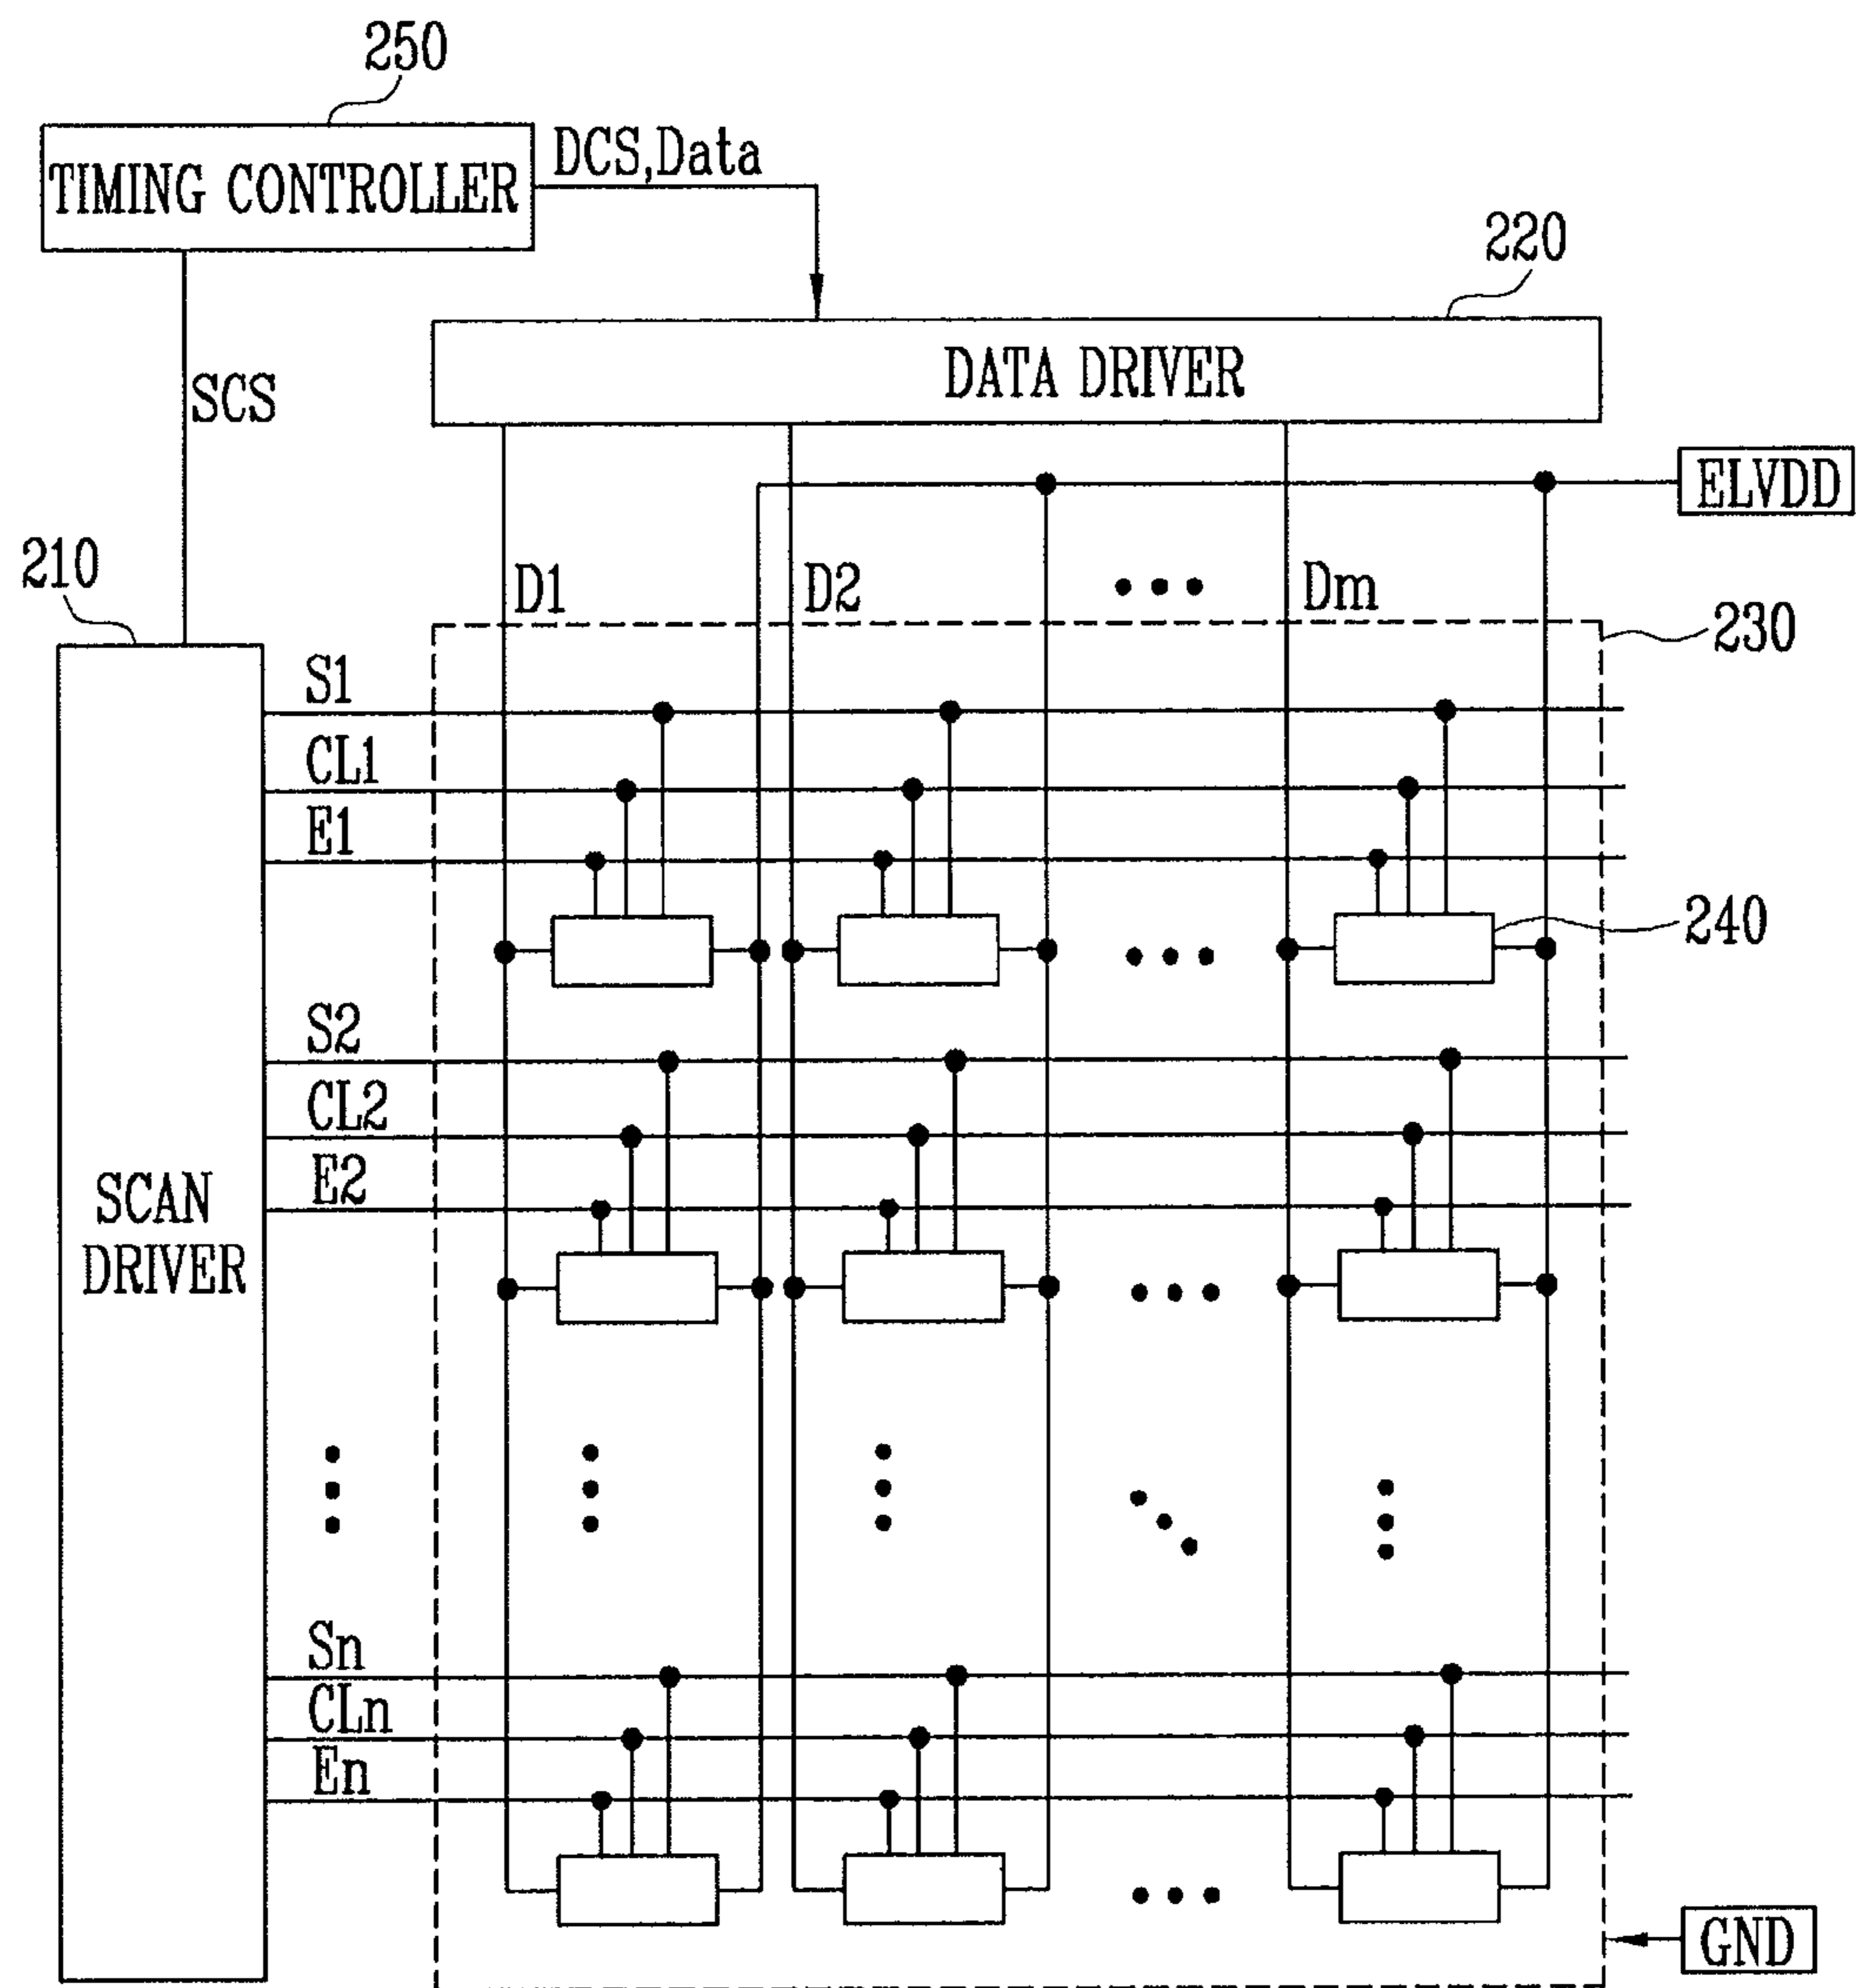 250
TIMING CONTROLLER
DCS,Data
220
DATA DRIVER
SCS
ELVDD
210
D1
D2
Dm
230
S1
CL1
E1
240
S2
CL2
E2
SCAN
DRIVER
Sn
CLn
En
GND